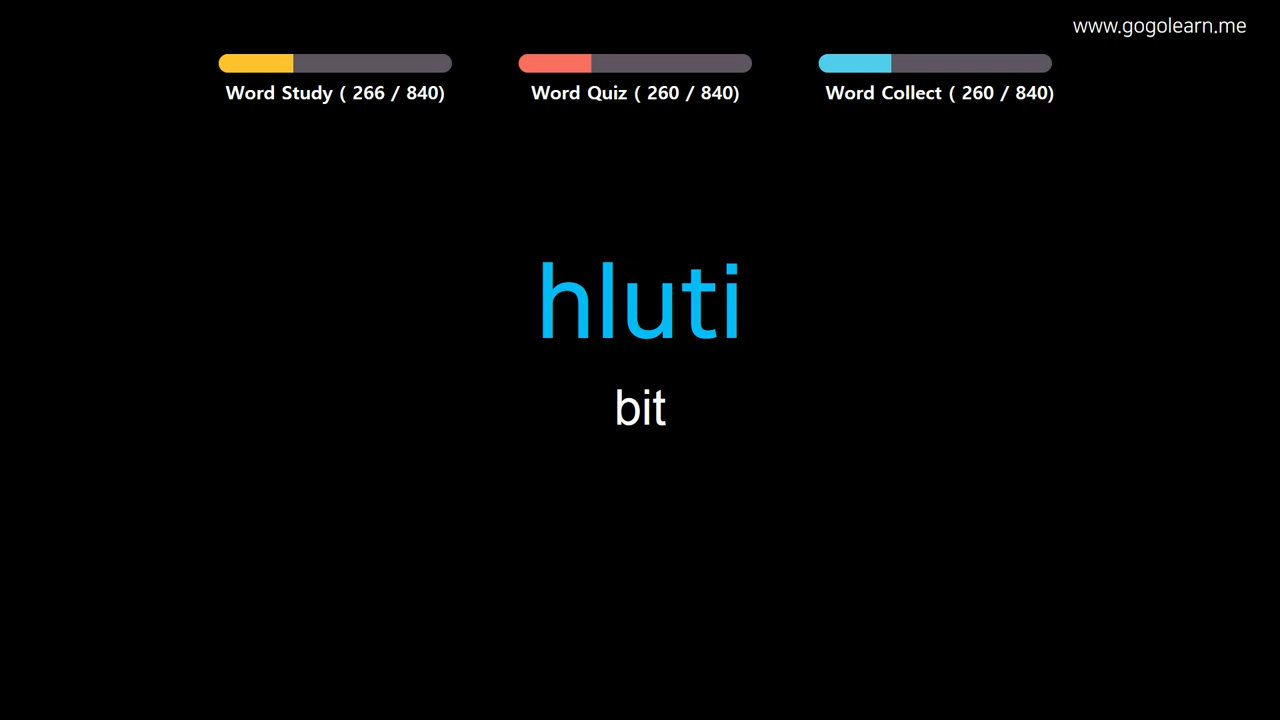 www.gogolearn.me
Word Study ( 266 / 840)
Word Quiz ( 260 / 840)
Word Collect ( 260 / 840)
hluti
bit